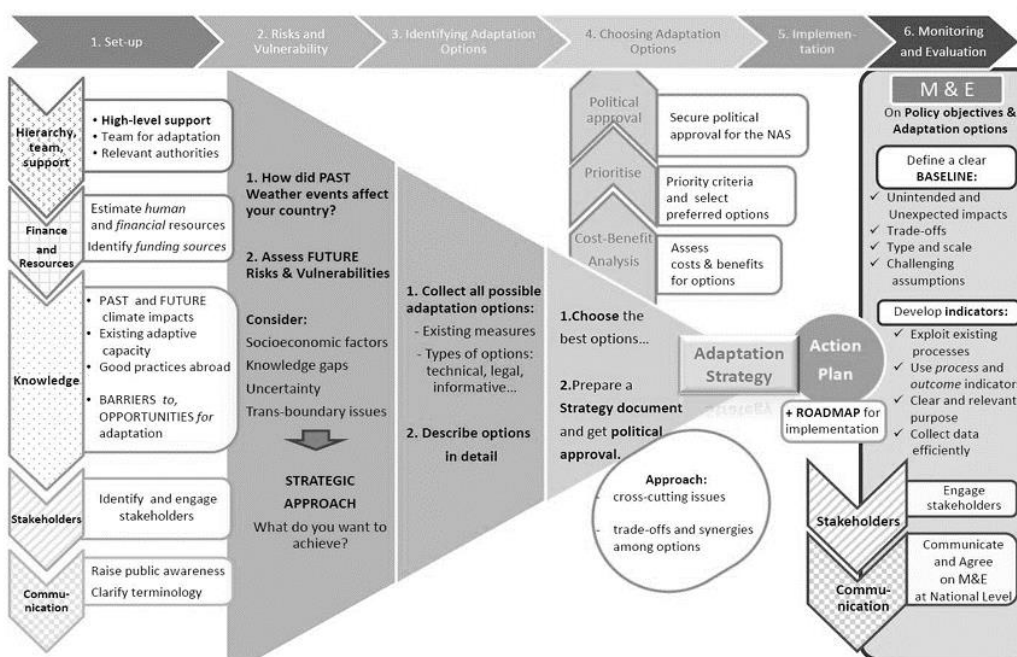 1. Set-up
2. Risks and
Vulnerability
3. Identifying Adaptation
Options
4. Choosing Adaptation
Options
5. Implemen-
tation
6. Monitoring
and Evaluation
Hierarchy,
team,
support
• High-level support
• Team for adaptation
• Relevant authorities
Finance
and
Resources
Estimate human
and financial resources
Identify funding sources
Knowledge
• PAST and FUTURE
climate impacts
• Existing adaptive
capacity
• Good practices abroad
• BARRIERS to,
OPPORTUNITIES for
adaptation
Stakeholders
Identify and engage
stakeholders
Commu-
nication
Raise public awareness
Clarify terminology
1. How did PAST
Weather events affect
your country?
2. Assess FUTURE
Risks & Vulnerabilities
Consider:
Socioeconomic factors
Knowledge gaps
Uncertainty
Trans-boundary issues
STRATEGIC
APPROACH
What do you want to
achieve?
1. Collect all possible
adaptation options:
- Existing measures
- Types of options:
technical, legal,
informative...
2. Describe options
in detail
Political
approval
Secure political
approval for the NAS
Prioritise
Priority criteria
and select
preferred options
Cost-Benefit
Analysis
Assess
costs & benefits
for options
1.Choose the
best options...
2.Prepare a
Strategy document
and get political
approval.
Approach:
- cross-cutting issues
- trade-offs and synergies
among options
Adaptation
Strategy
Action
Plan
+ ROADMAP for
implementation
M & E
On Policy objectives &
Adaptation options
Define a clear
BASELINE:
✓ Unintended and
Unexpected impacts
✓ Trade-offs
✓ Type and scale
✓ Challenging
assumptions
Develop indicators:
✓ Exploit existing
processes
✓ Use process and
outcome indicators
✓ Clear and relevant
purpose
✓ Collect data
efficiently
Stakeholders
Engage
stakeholders
Commu-
nication
Communicate
and Agree
on M&E
at National Level